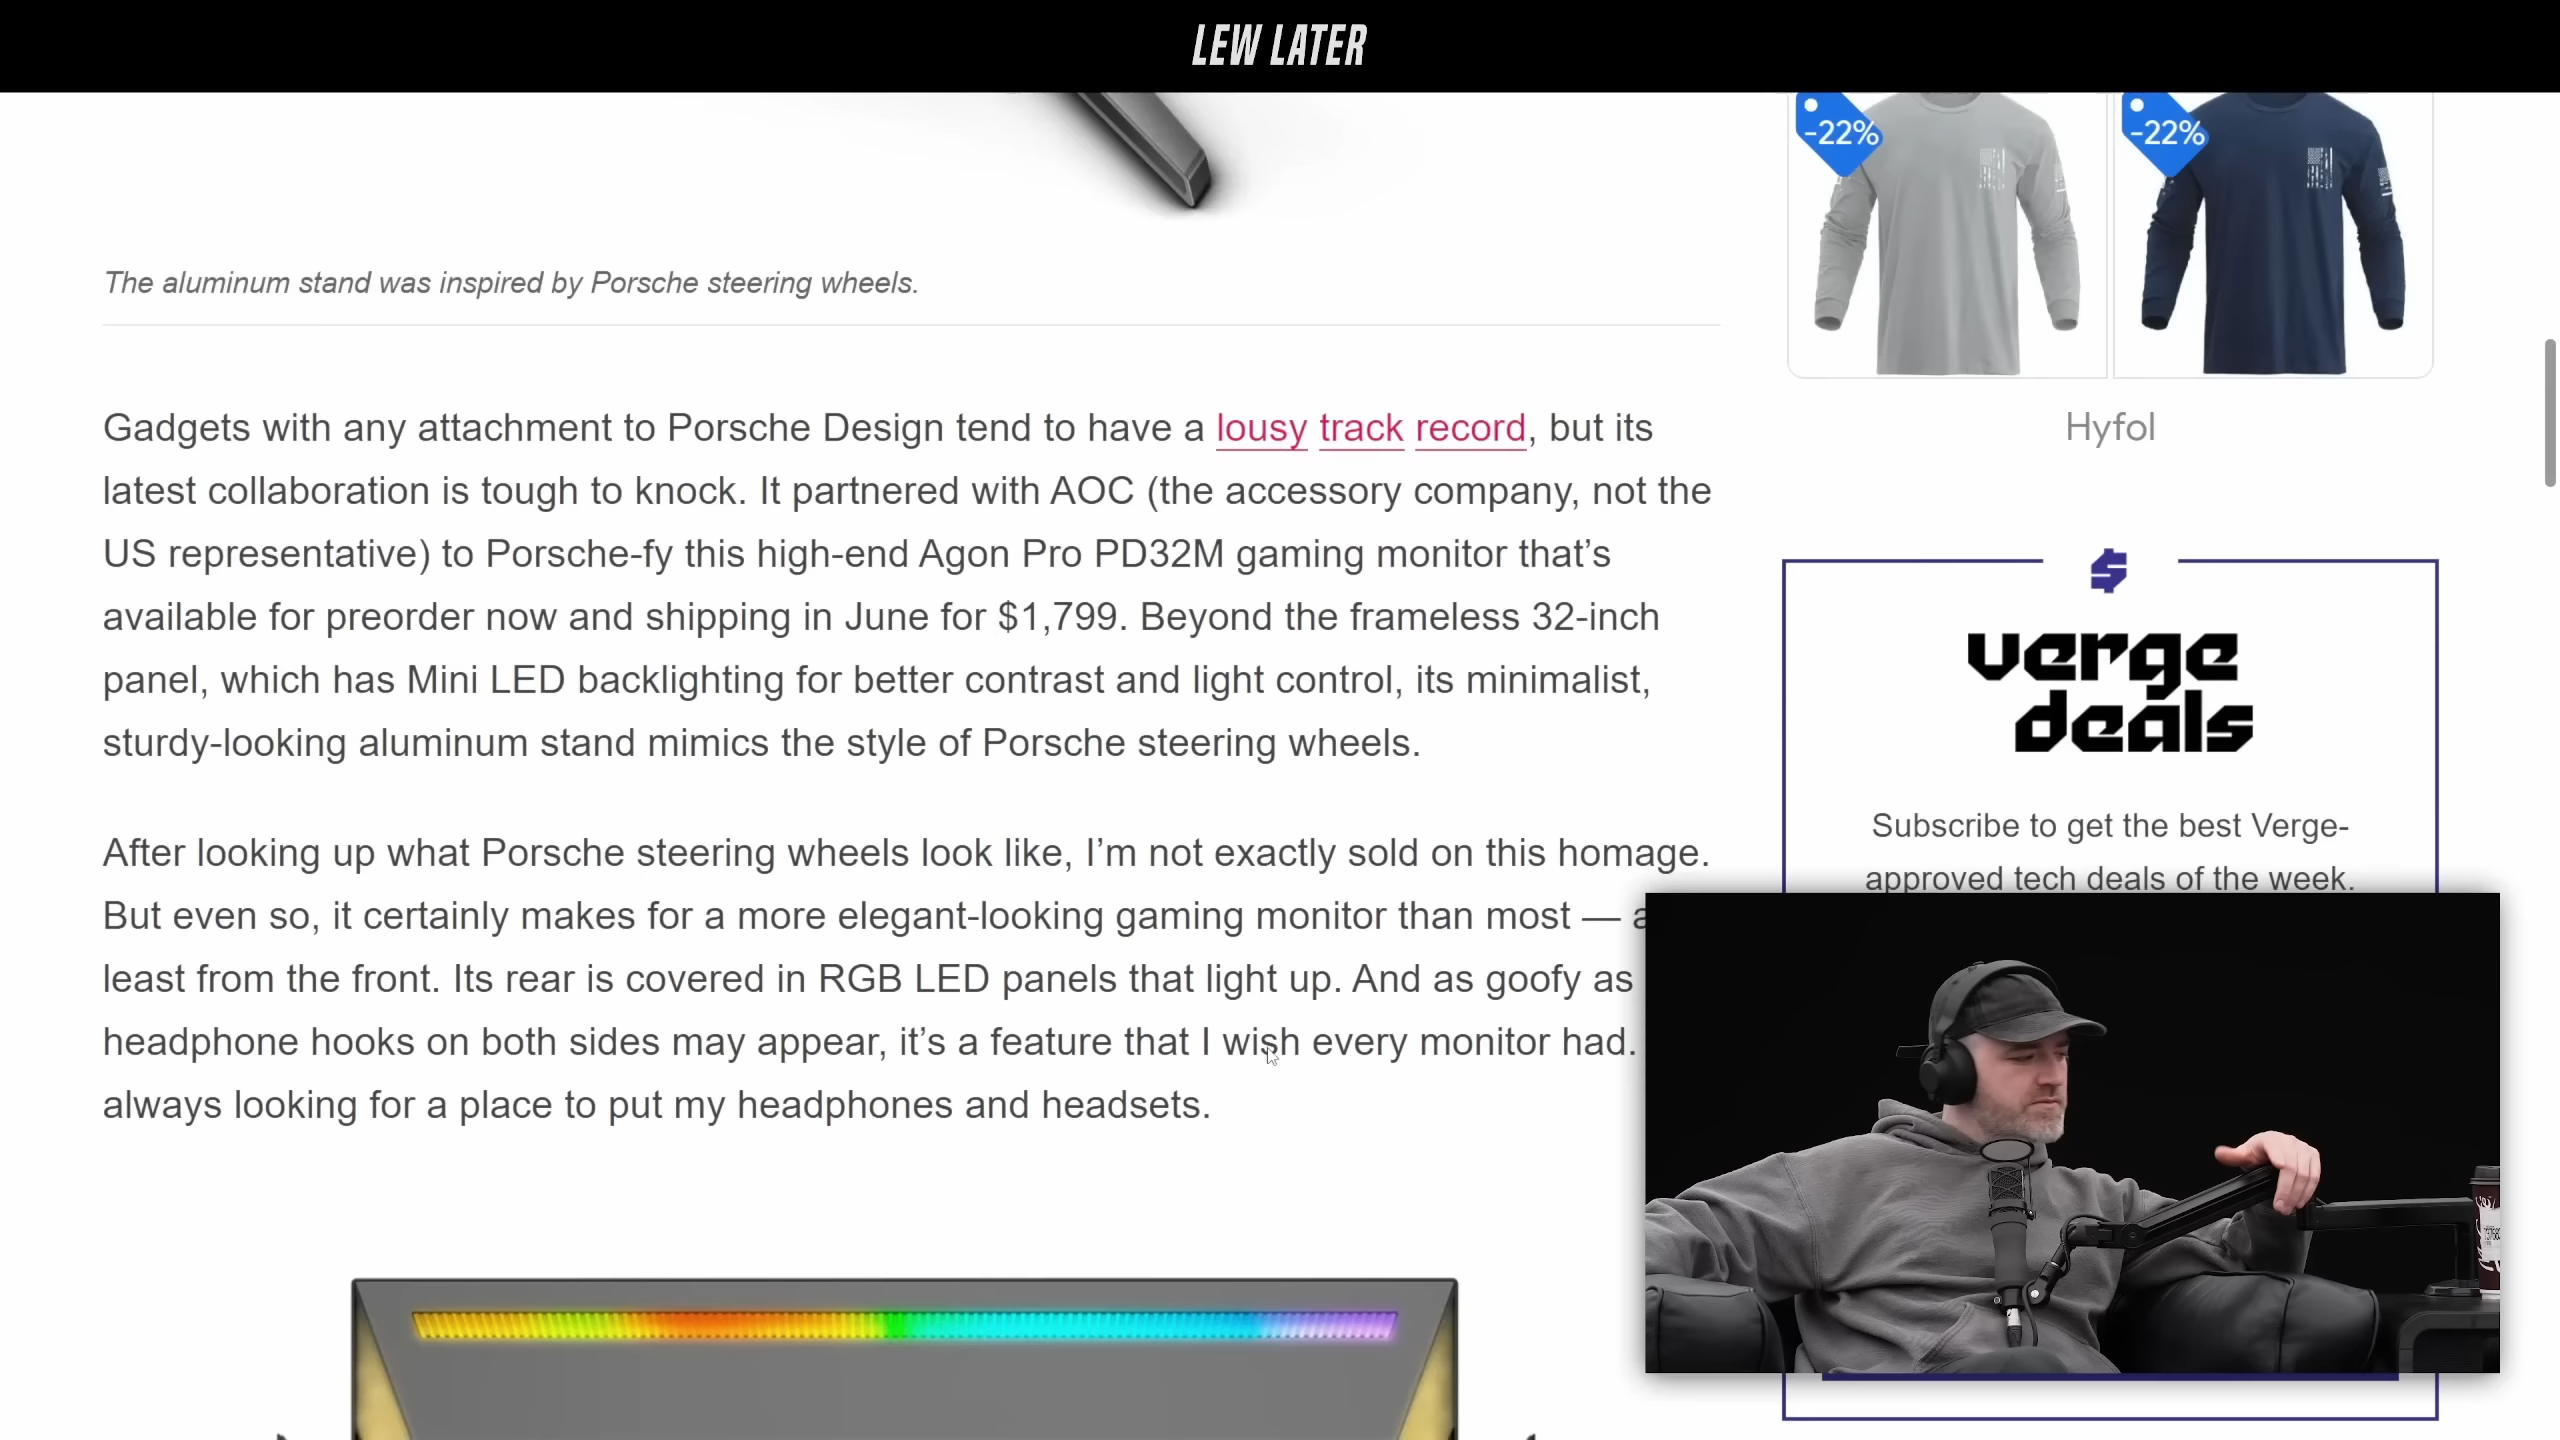 LEW LATER
-22%
-22%
The aluminum stand was inspired by Porsche steering wheels.
Gadgets with any attachment to Porsche Design tend to have a lousy track record, but its
latest collaboration is tough to knock. It partnered with AOC (the accessory company, not the
US representative) to Porsche-fy this high-end Agon Pro PD32M gaming monitor that’s
available for preorder now and shipping in June for $1,799. Beyond the frameless 32-inch
panel, which has Mini LED backlighting for better contrast and light control, its minimalist,
sturdy-looking aluminum stand mimics the style of Porsche steering wheels.
After looking up what Porsche steering wheels look like, I’m not exactly sold on this homage.
But even so, it certainly makes for a more elegant-looking gaming monitor than most —
least from the front. Its rear is covered in RGB LED panels that light up. And as goofy as
headphone hooks on both sides may appear, it’s a feature that I wish every monitor had.
always looking for a place to put my headphones and headsets.
Hyfol
$
verge
deals
Subscribe to get the best Verge-
approved tech deals of the week.